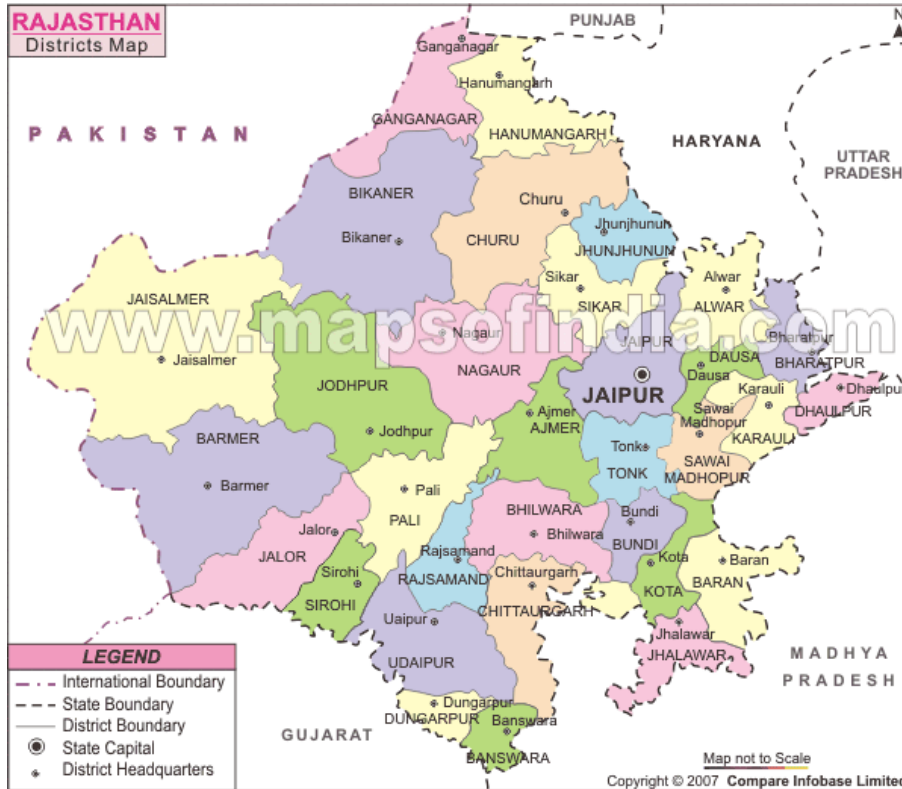 RAJASTHAN
Districts Map
PUNJAB
N
Ganganagar
Hanumangarh
GANGANAGAR
HANUMANGARH
PAKISTAN
HARYANA
UTTAR
PRADESH
BIKANER
Churu
Bikaner
CHURU
Jhunjhunun
JHUNJHUNUN
Sikar
SIKAR
Alwar
ALWAR
JAISALMER
www.mapsofindia.com
Jaisalmer
Nagaur
NAGAUR
JAIPUR
JAIPUR
Bharatpur
BHARATPUR
DAUSA
Dausa
JODHPUR
Jodhpur
Karauli
KARAULI
Dhaulpur
DHAULPUR
Ajmer
AJMER
Sawai
Madhopur
SAWAI
MADHOPUR
BARMER
Barmer
Tonk
TONK
Pali
PALI
BHILWARA
Bhilwara
Bundi
BUNDI
Jalor
JALOR
Rajsamand
RAJSAMAND
Kota
KOTA
Baran
BARAN
Sirohi
SIROHI
Chittaurgarh
CHITTAURGARH
Uaipur
UDAIPUR
Jhalawar
JHALAWAR
MADHYA
PRADESH
Dungarpur
DUNGARPUR
Banswara
BANSWARA
GUJARAT
LEGEND
International Boundary
State Boundary
District Boundary
State Capital
District Headquarters
Map not to Scale
Copyright © 2007 Compare Infobase Limited